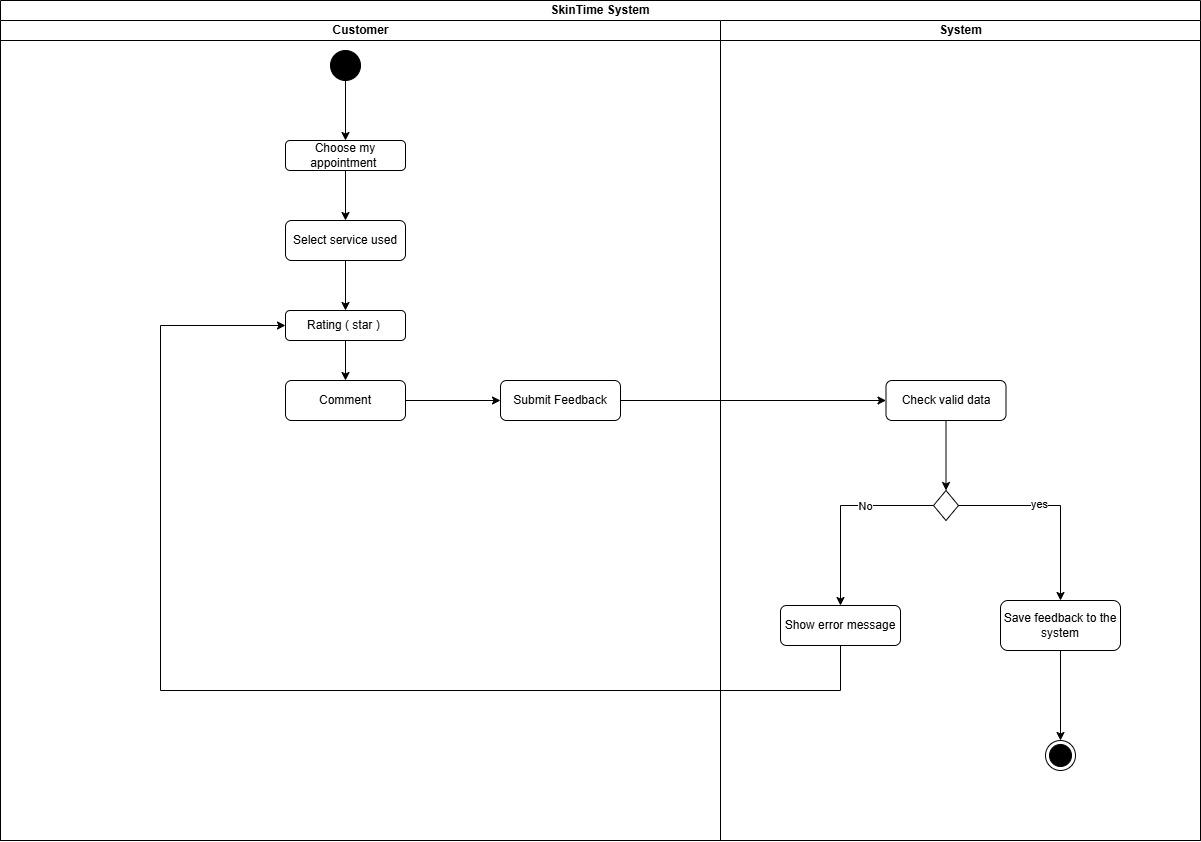 SkinTime System
Customer
System
Choose my
appointment
Select service used
Rating ( star )
Comment
Submit Feedback
Check valid data
No
yes
Show error message
Save feedback to the
system